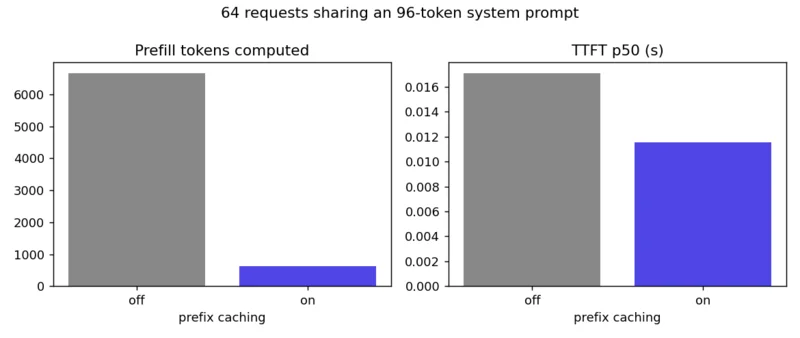 64 requests sharing an 96-token system prompt
Prefill tokens computed
6000
5000
4000
3000
2000
1000
0
off
on
prefix caching
TTFT p50 (s)
0.016
0.014
0.012
0.010
0.008
0.006
0.004
0.002
0.000
off
on
prefix caching